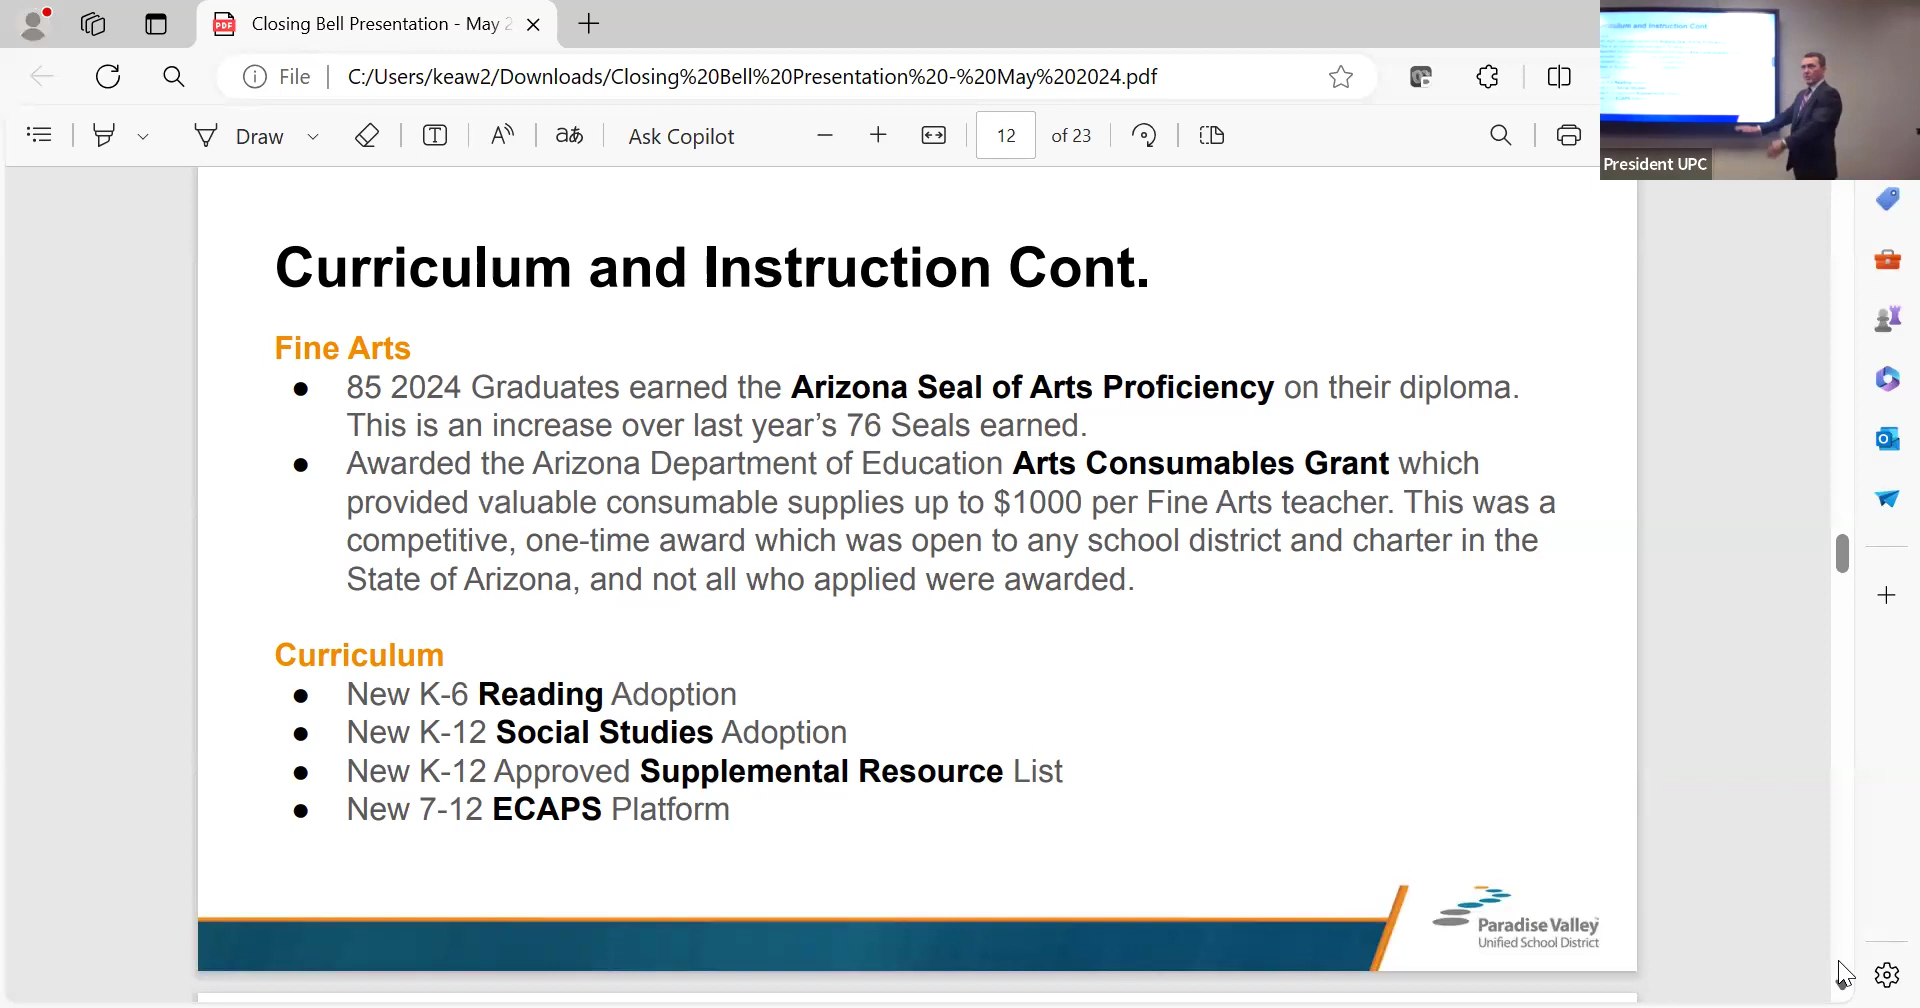 Closing Bell Presentation - May 2
File
C:/Users/keaw2/Downloads/Closing%20Bell%20Presentation%20-%20May%202024.pdf
Draw
Ask Copilot
12
of 23
President UPC
Curriculum and Instruction Cont.
Fine Arts
● 85 2024 Graduates earned the Arizona Seal of Arts Proficiency on their diploma.
This is an increase over last year’s 76 Seals earned.
● Awarded the Arizona Department of Education Arts Consumables Grant which
provided valuable consumable supplies up to $1000 per Fine Arts teacher. This was a
competitive, one-time award which was open to any school district and charter in the
State of Arizona, and not all who applied were awarded.
Curriculum
● New K-6 Reading Adoption
● New K-12 Social Studies Adoption
● New K-12 Approved Supplemental Resource List
● New 7-12 ECAPS Platform
Paradise Valley
Unified School District